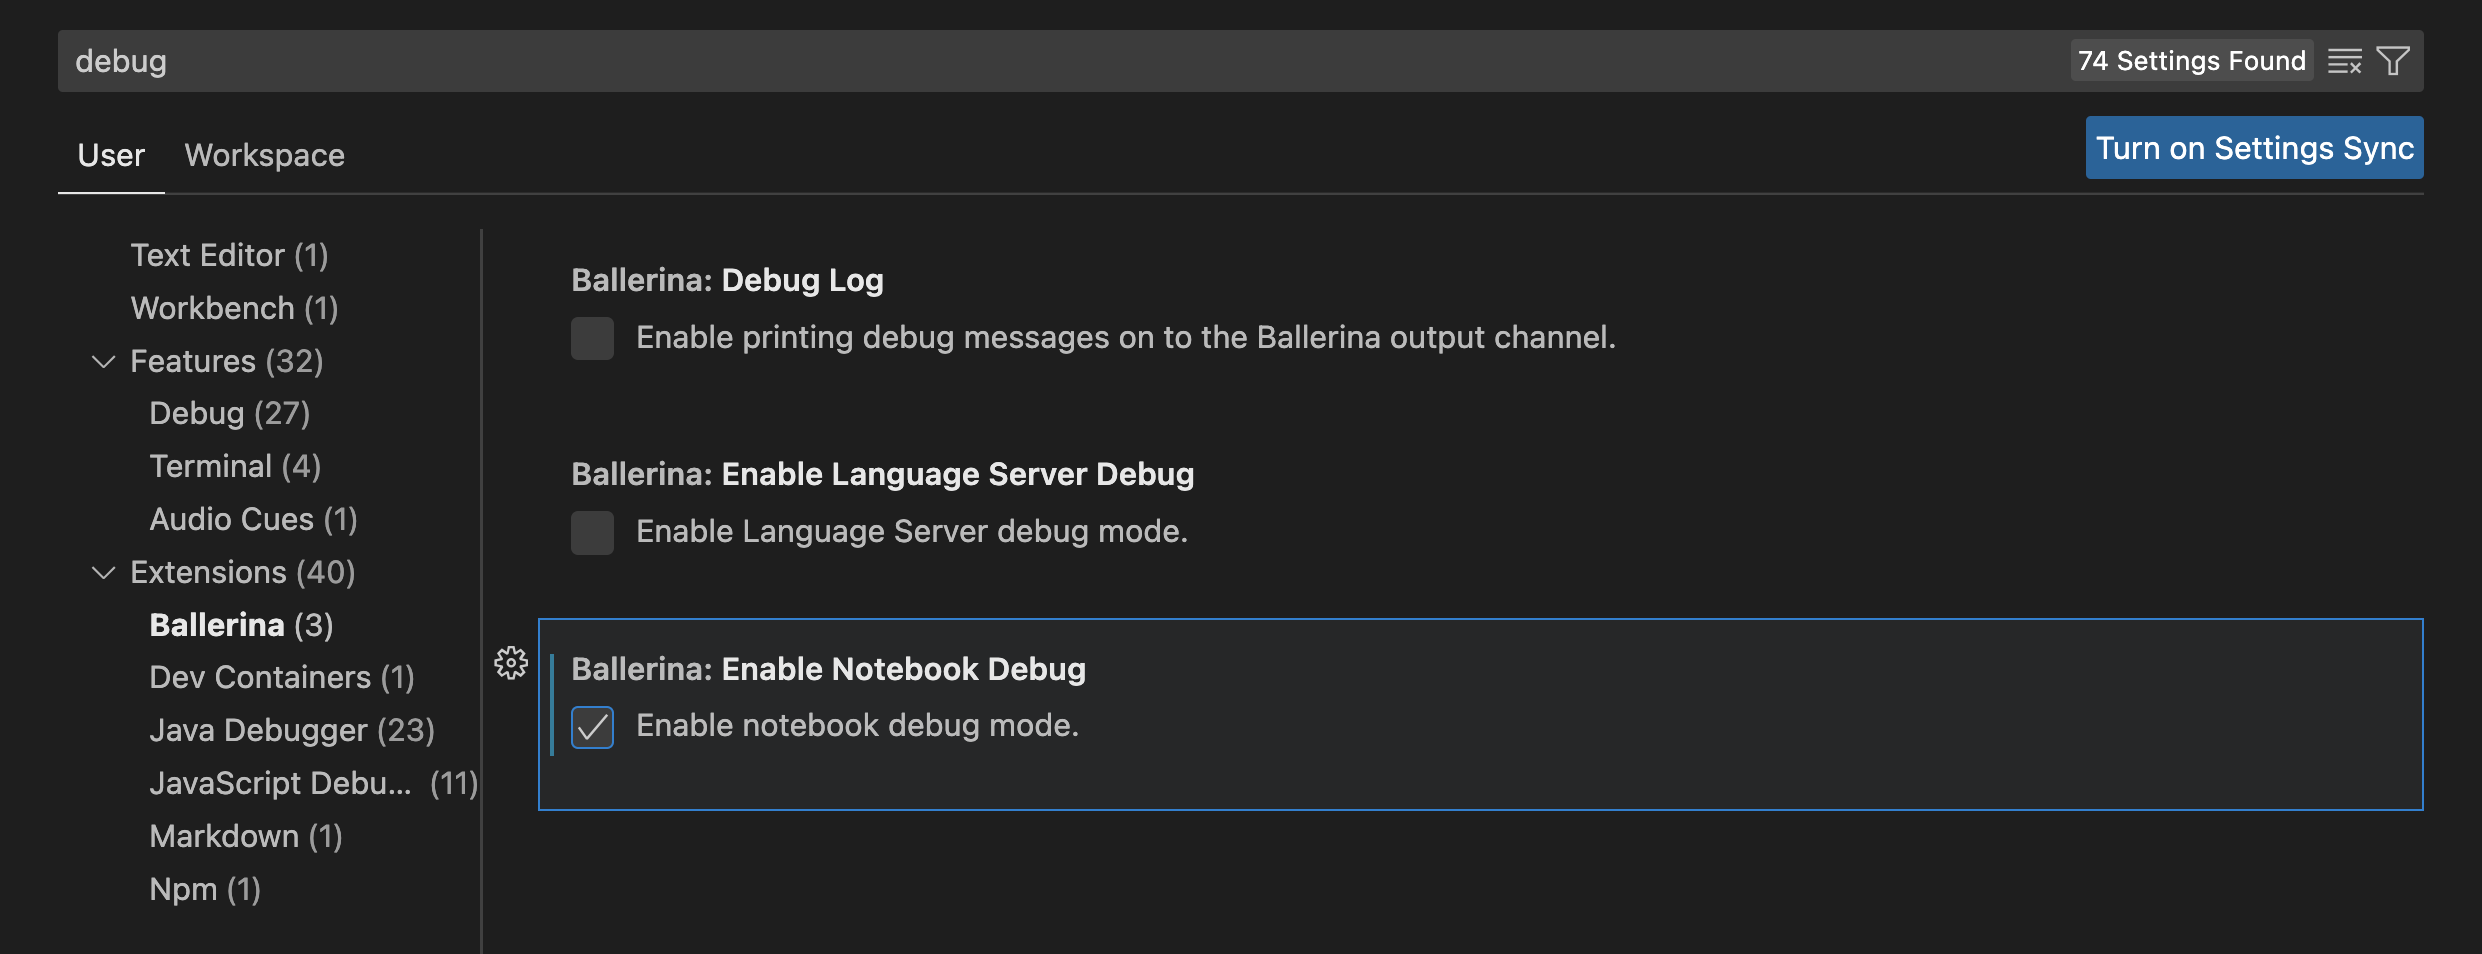 debug
74 Settings Found
User
Workspace
Turn on Settings Sync
Text Editor (1)
Workbench (1)
Features (32)
Debug (27)
Terminal (4)
Audio Cues (1)
Extensions (40)
Ballerina (3)
Dev Containers (1)
Java Debugger (23)
JavaScript Debu... (11)
Markdown (1)
Npm (1)
Ballerina: Debug Log
Enable printing debug messages on to the Ballerina output channel.
Ballerina: Enable Language Server Debug
Enable Language Server debug mode.
Ballerina: Enable Notebook Debug
Enable notebook debug mode.